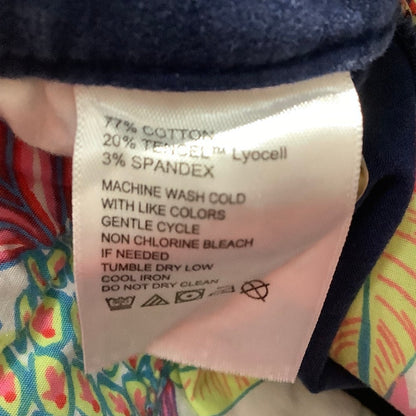 77% COTTON
20% TENCEL™ Lyocell
3% SPANDEX
MACHINE WASH COLD
WITH LIKE COLORS
GENTLE CYCLE
NON CHLORINE BLEACH
IF NEEDED
TUMBLE DRY LOW
COOL IRON
DO NOT DRY CLEAN